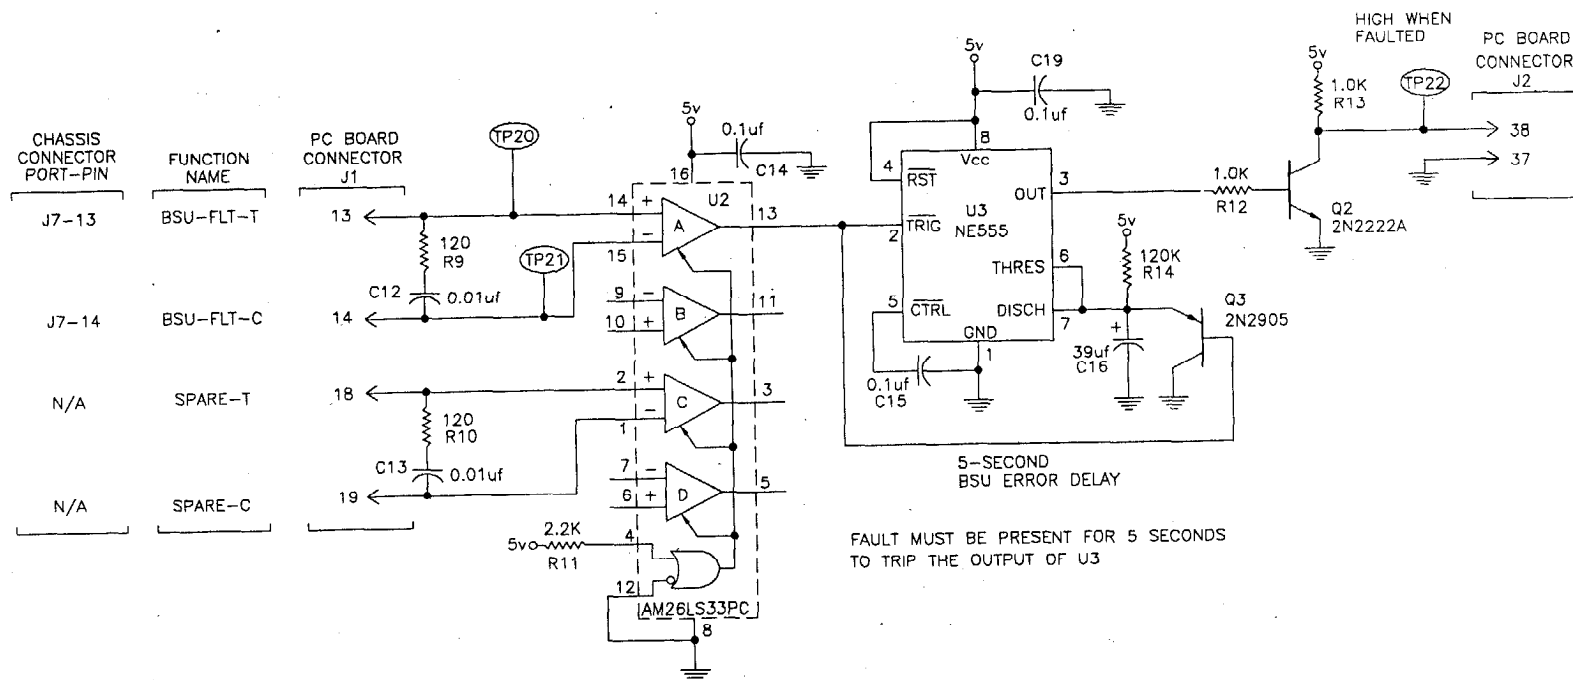 HIGH WHEN
FAULTED
PC BOARD
CONNECTOR
J2
5v
1.0K
R13
TP22
38
37
5v
C19
0.1uf
8
Vcc
4
RST
OUT
3
1.0K
R12
Q2
2N2222A
U3
NE555
TRIG
2
5v
120K
R14
THRES
6
5
CTRL
DISCH
7
GND
1
+
39uf
C16
Q3
2N2905
0.1uf
C15
5-SECOND
BSU ERROR DELAY
FAULT MUST BE PRESENT FOR 5 SECONDS
TO TRIP THE OUTPUT OF U3
CHASSIS
CONNECTOR
PORT-PIN
FUNCTION
NAME
PC BOARD
CONNECTOR
J1
J7-13
BSU-FLT-T
13
J7-14
BSU-FLT-C
14
N/A
SPARE-T
18
N/A
SPARE-C
19
TP20
TP21
120
R9
C12
0.01uf
120
R10
C13
0.01uf
5v
0.1uf
C14
16
U2
14
+
A
13
15
-
9
-
B
11
10
+
2
+
C
3
1
-
7
-
D
5
6
+
5v
2.2K
R11
4
12
AM26LS33PC
8